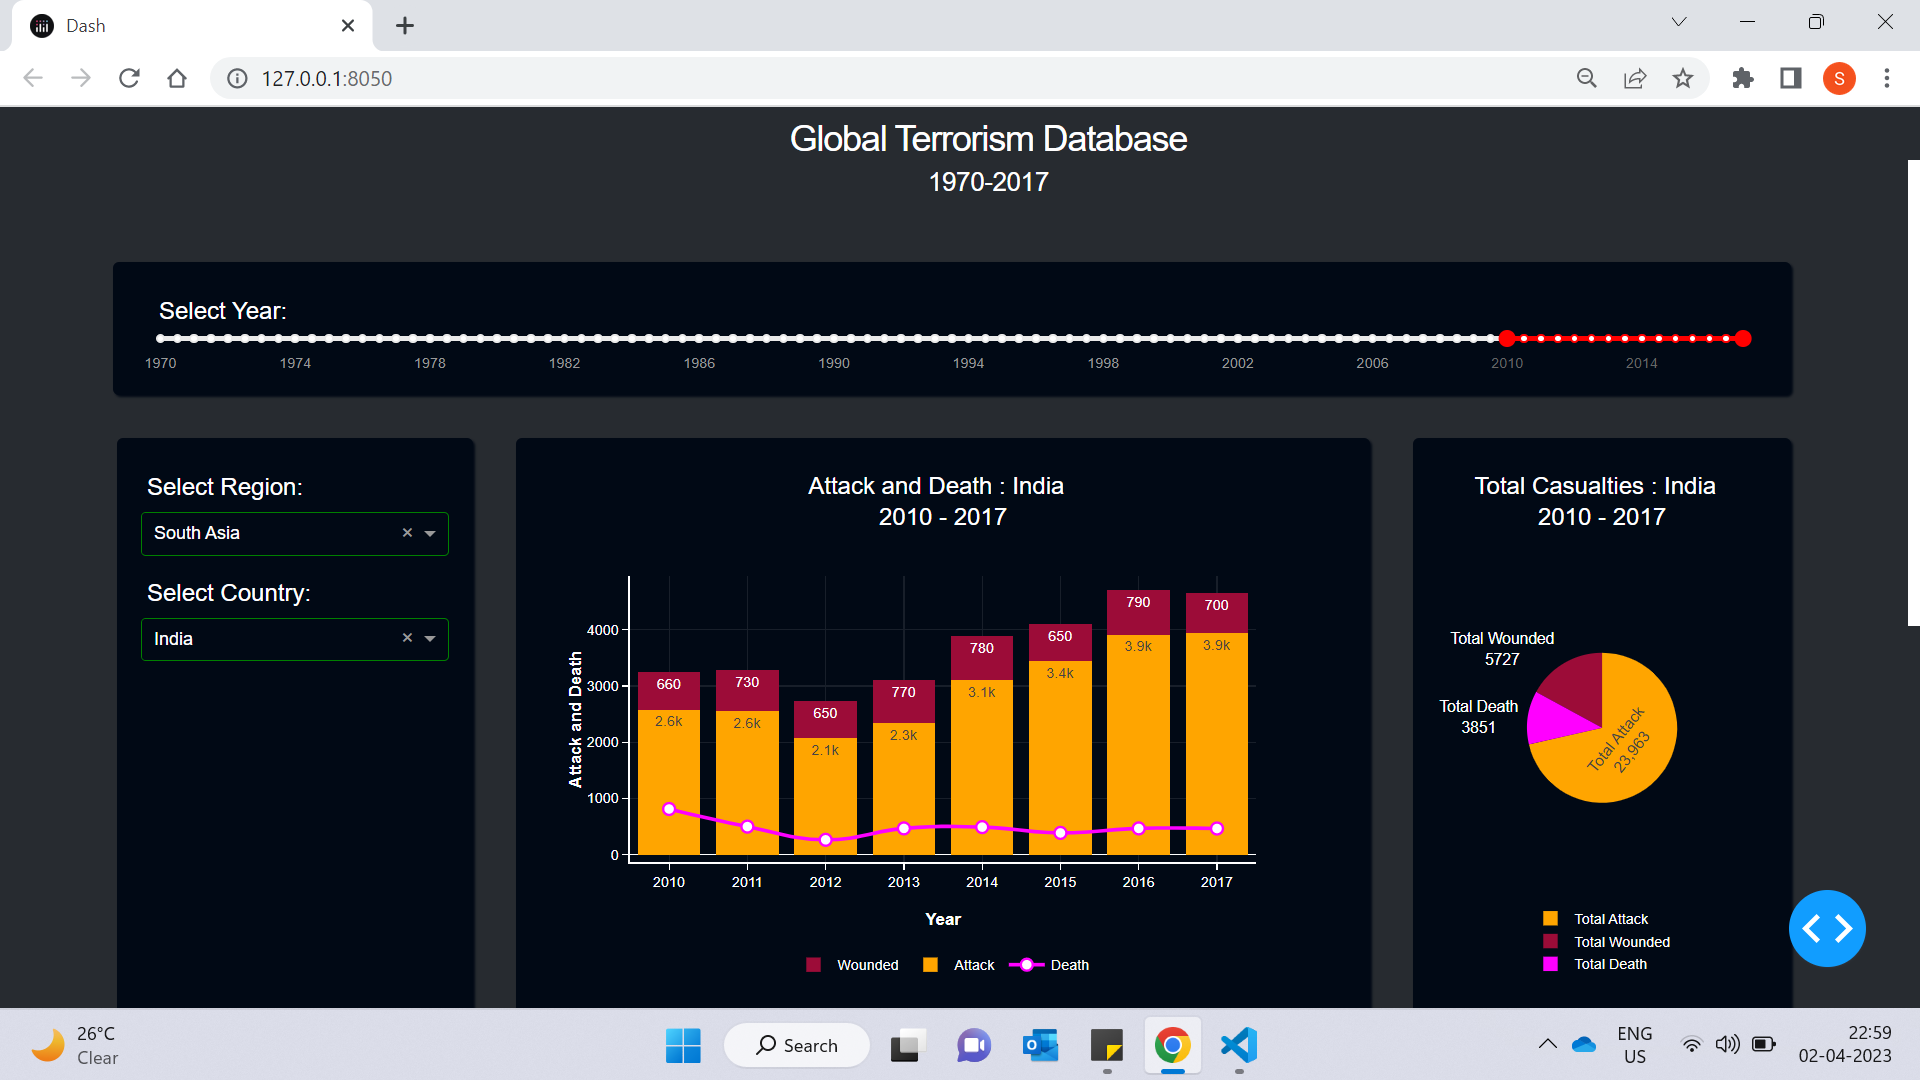 Dash
127.0.0.1:8050
S
Global Terrorism Database
1970-2017
Select Year:
1970 1974 1978 1982 1986 1990 1994 1998 2002 2006 2010 2014
Select Region:
South Asia
Select Country:
India
Attack and Death : India
2010 - 2017
Attack and Death
4000
3000
2000
1000
0
660 730 650 770 780 650 790 700
2.6k 2.6k 2.1k 2.3k 3.1k 3.4k 3.9k 3.9k
2010 2011 2012 2013 2014 2015 2016 2017
Year
Wounded Attack Death
Total Casualties : India
2010 - 2017
Total Wounded
5727
Total Death
3851
Total Attack
23,963
Total Attack
Total Wounded
Total Death
26°C
Clear
Search
ENG
US
22:59
02-04-2023